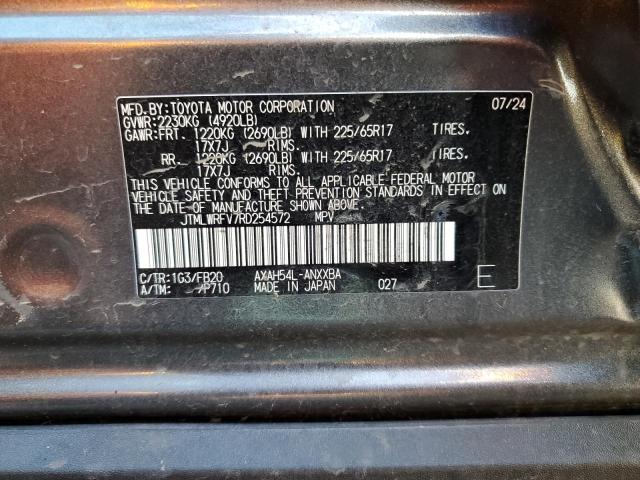 MFD.BY:TOYOTA MOTOR CORPORATION 07/24
GVWR:2230KG (4920LB)
GAWR:FRT. 1220KG (2690LB) WITH 225/65R17 TIRES,
17X7J RIMS.
RR. 1220KG (2690LB) WITH 225/65R17 TIRES,
17X7J RIMS.
THIS VEHICLE CONFORMS TO ALL APPLICABLE FEDERAL MOTOR
VEHICLE SAFETY AND THEFT PREVENTION STANDARDS IN EFFECT
ON THE DATE OF MANUFACTURE SHOWN ABOVE.
JTMLWRFV7RD254572 MPV
C/TR:1G3/FB20 AXAH54L-ANXXBA
A/TM: /P710 MADE IN JAPAN 027 E